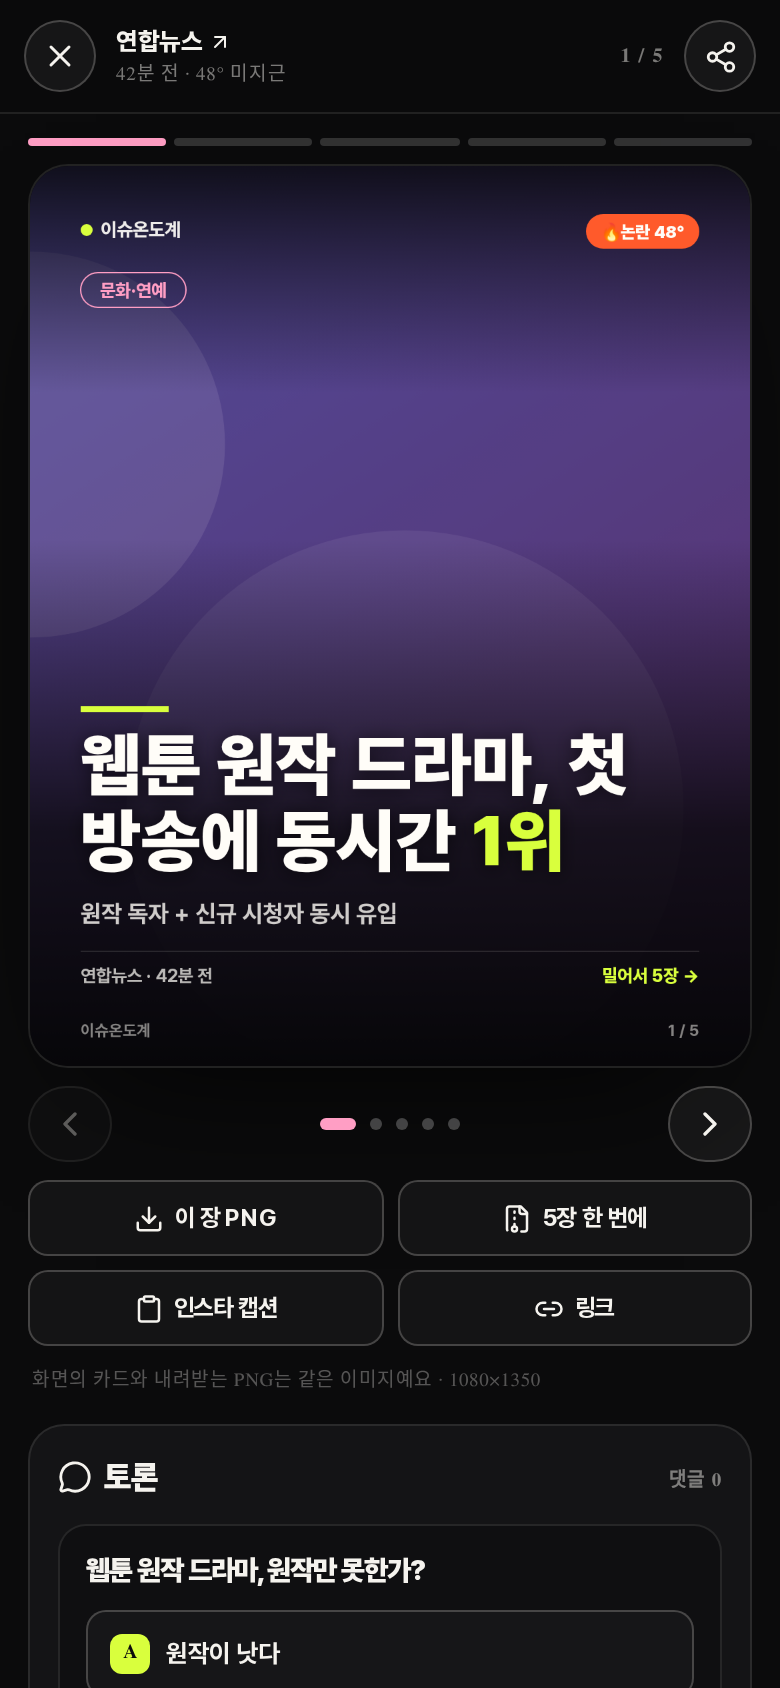 연합뉴스
42분 전 · 48° 미지근
1 / 5
이슈온도계
🔥논란 48°
문화·연예
웹툰 원작 드라마, 첫
방송에 동시간 1위
원작 독자 + 신규 시청자 동시 유입
연합뉴스 · 42분 전
밀어서 5장 →
이슈온도계
1 / 5
이 장 PNG
5장 한 번에
인스타 캡션
링크
화면의 카드와 내려받는 PNG는 같은 이미지예요 · 1080×1350
토론
댓글 0
웹툰 원작 드라마, 원작만 못한가?
A 원작이 낫다